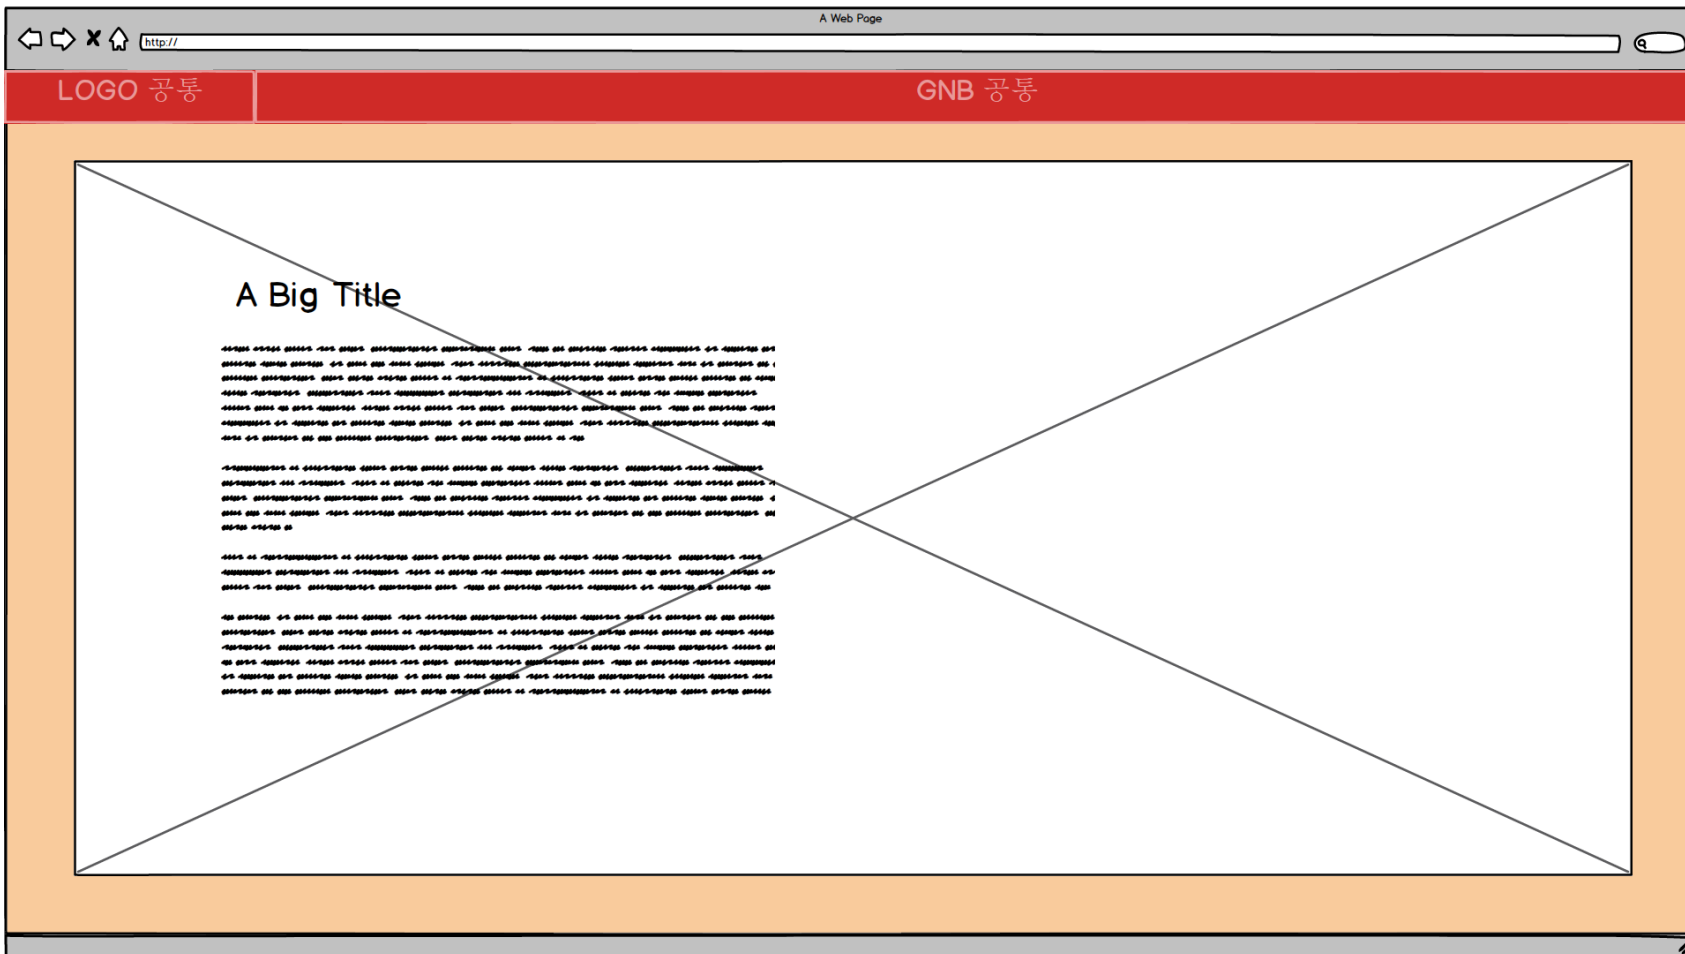 A Web Page
http://
LOGO 공통
GNB 공통
A Big Title